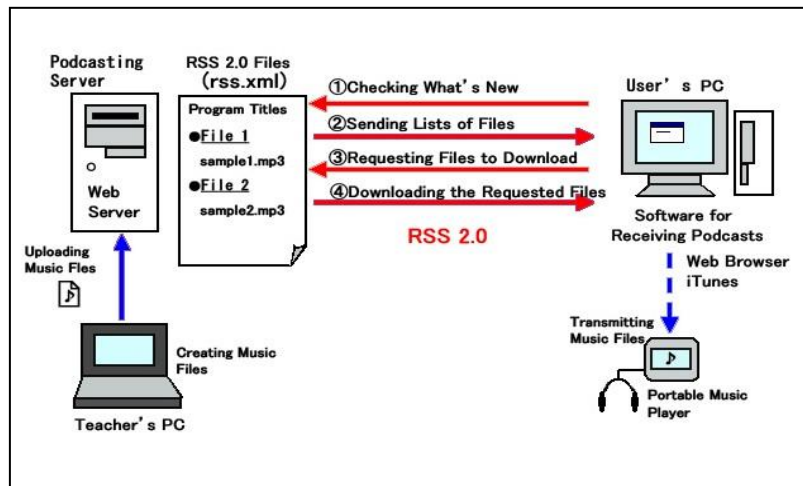 Podcasting
Server
Web
Server
RSS 2.0 Files
(rss.xml)
Program Titles
●File 1
sample1.mp3
●File 2
sample2.mp3
①Checking What's New
②Sending Lists of Files
③Requesting Files to Download
④Downloading the Requested Files
RSS 2.0
User's PC
Software for
Receiving Podcasts
Web Browser
iTunes
Uploading
Music Fles
Creating Music
Files
Teacher's PC
Transmitting
Music Files
Portable Music
Player